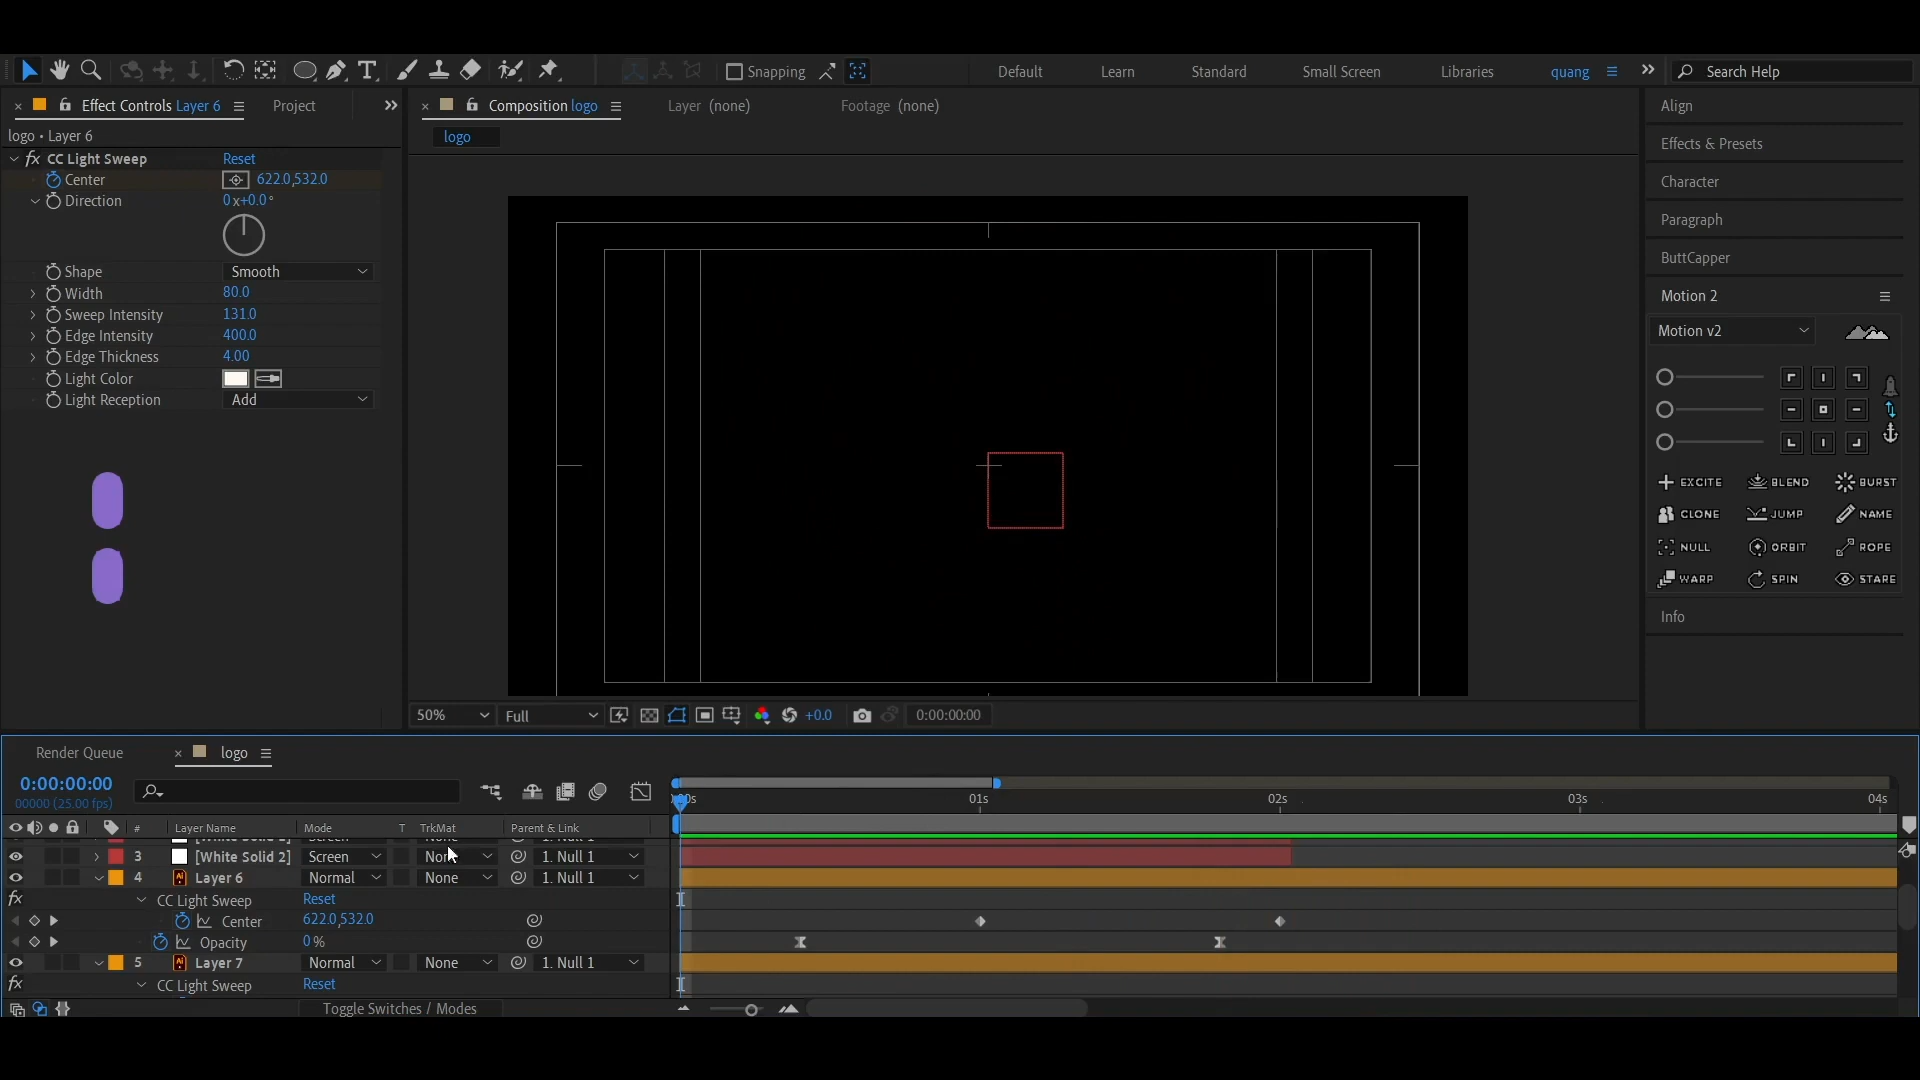 Snapping
Default
Learn
Standard
Small Screen
Libraries
quang
Search Help
Effect Controls Layer 6
Project
Composition logo
Layer (none)
Footage (none)
Align
logo • Layer 6
logo
Effects & Presets
fx CC Light Sweep Reset
Center 622.0,532.0
Direction 0x+0.0°
Shape Smooth
Width 80.0
Sweep Intensity 131.0
Edge Intensity 400.0
Edge Thickness 4.00
Light Color
Light Reception Add
Character
Paragraph
ButtCapper
Motion 2
Motion v2
EXCITE BLEND BURST
CLONE JUMP NAME
NULL ORBIT ROPE
WARP SPIN STARE
Info
50% Full +0.0 0:00:00:00
Render Queue
logo
0:00:00:00
00000 (25.00 fps)
01s 02s 03s 04s
# Layer Name Mode T TrkMat Parent & Link
3 [White Solid 2] Screen 1. Null 1
4 Layer 6 Normal None 1. Null 1
fx CC Light Sweep Reset
Center 622.0,532.0
Opacity 0 %
5 Layer 7 Normal None 1. Null 1
fx CC Light Sweep Reset
Toggle Switches / Modes